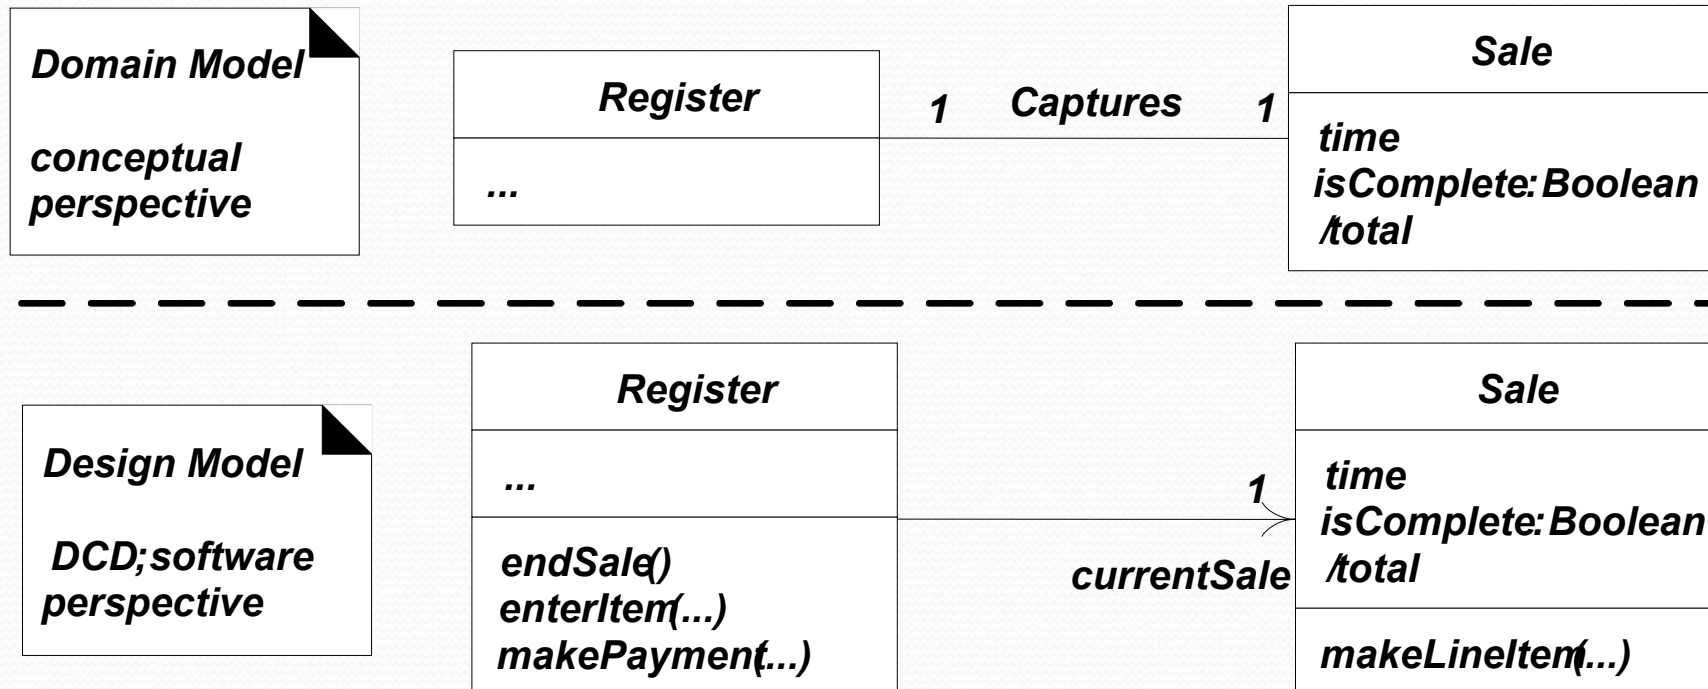 Domain Model
conceptual
perspective
Register
...
1 Captures 1
Sale
time
isComplete: Boolean
/total
Design Model
DCD; software
perspective
Register
...
endSale()
enterItem(...)
makePayment(...)
1
currentSale
Sale
time
isComplete: Boolean
/total
makeLineItem(...)